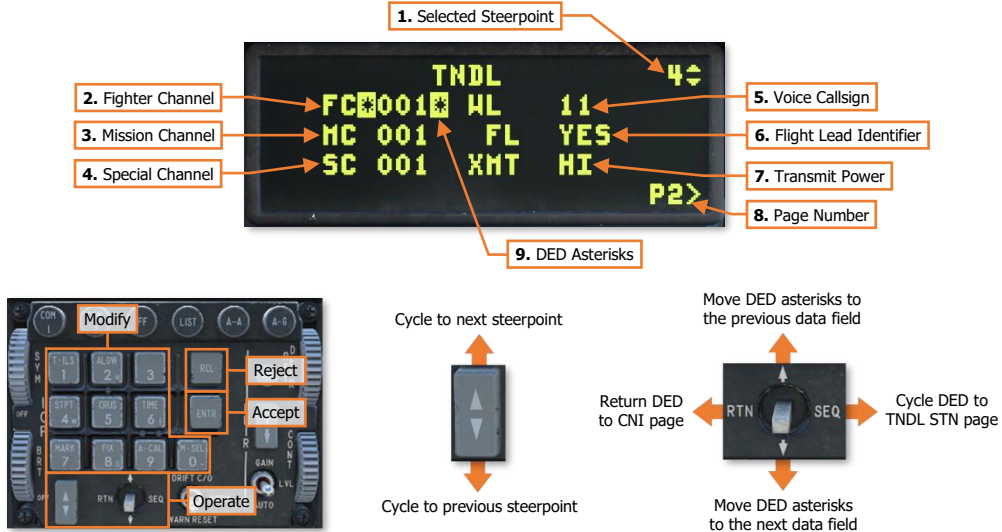 1. Selected Steerpoint
TNDL 4
2. Fighter Channel
FC*001* WL 11
5. Voice Callsign
3. Mission Channel
MC 001 FL YES
6. Flight Lead Identifier
4. Special Channel
SC 001 XMT HI
7. Transmit Power
P2>
8. Page Number
9. DED Asterisks
COM
1
FF
LIST
A-A
A-G
Modify
T-ILS
1
ALOW
2 N
3
RCL
Reject
STPT
4 W
CRUS
5
TIME
6 E
ENTR
Accept
MARK
7
FIX
8 S
A-CAL
9
M-SEL
0
SYM
OFF
BRT
OFF
CONT
GAIN
LVL
AUTO
DRIFT C/O
RTN SEQ
Operate
WARN RESET
Cycle to next steerpoint
Cycle to previous steerpoint
Move DED asterisks to
the previous data field
Return DED
to CNI page
RTN SEQ
Cycle DED to
TNDL STN page
Move DED asterisks
to the next data field